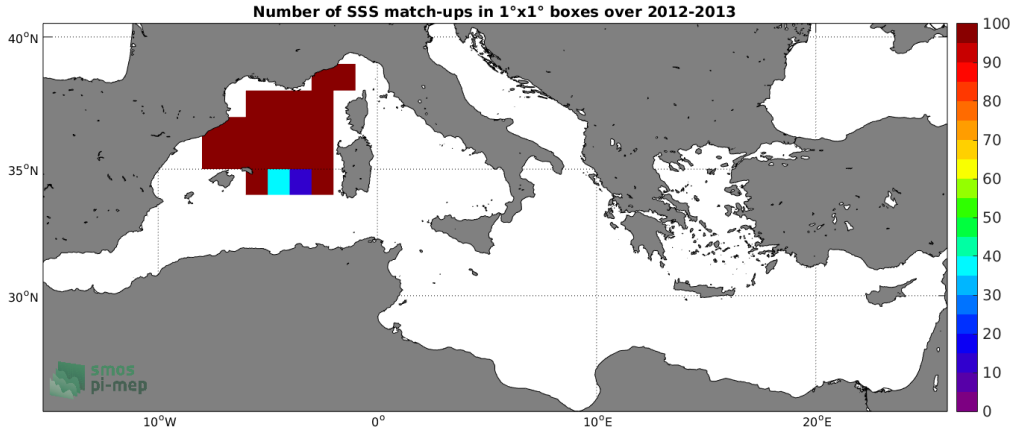 Number of SSS match-ups in 1°x1° boxes over 2012-2013
40°N
35°N
30°N
10°W
0°
10°E
20°E
100
90
80
70
60
50
40
30
20
10
0
smos
pi-mep